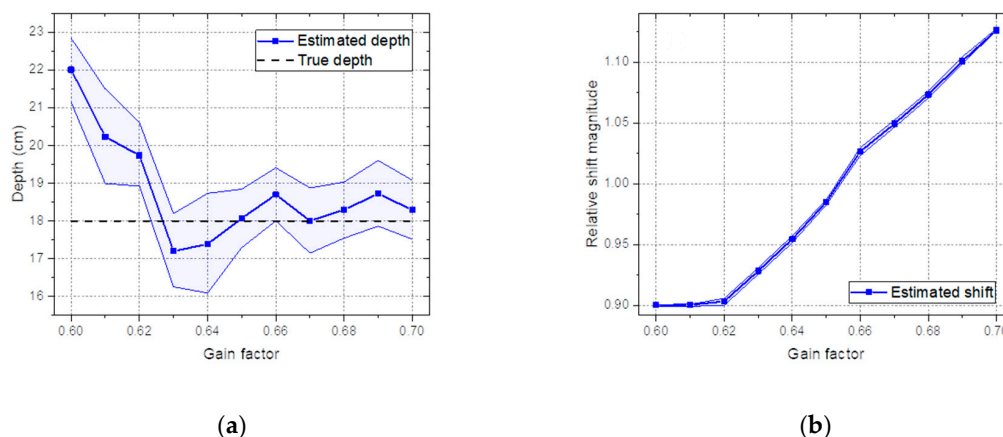 23
22
21
20
19
18
17
16
Depth (cm)
Estimated depth
True depth
0.60 0.62 0.64 0.66 0.68 0.70
Gain factor
(a)
1.10
1.05
1.00
0.95
0.90
Relative shift magnitude
Estimated shift
0.60 0.62 0.64 0.66 0.68 0.70
Gain factor
(b)